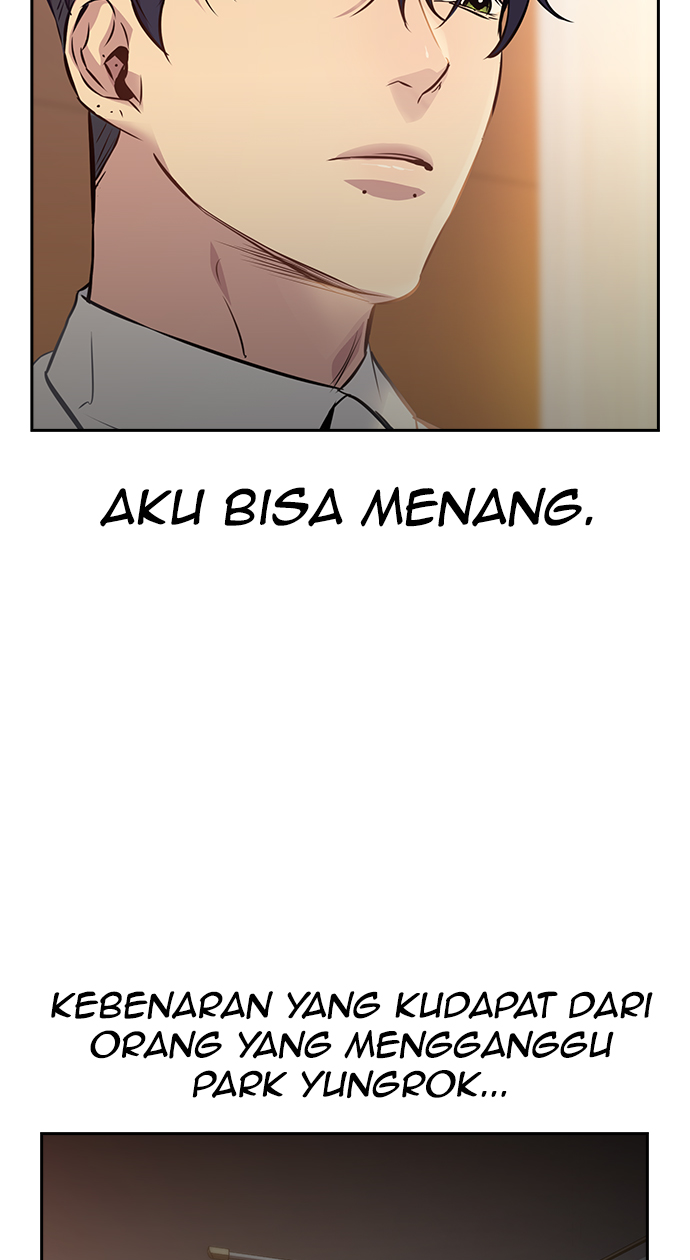 AKU BISA MENANG.
KEBENARAN YANG KUDAPAT DARI
ORANG YANG MENGGANGGU
PARK YUNGROK...